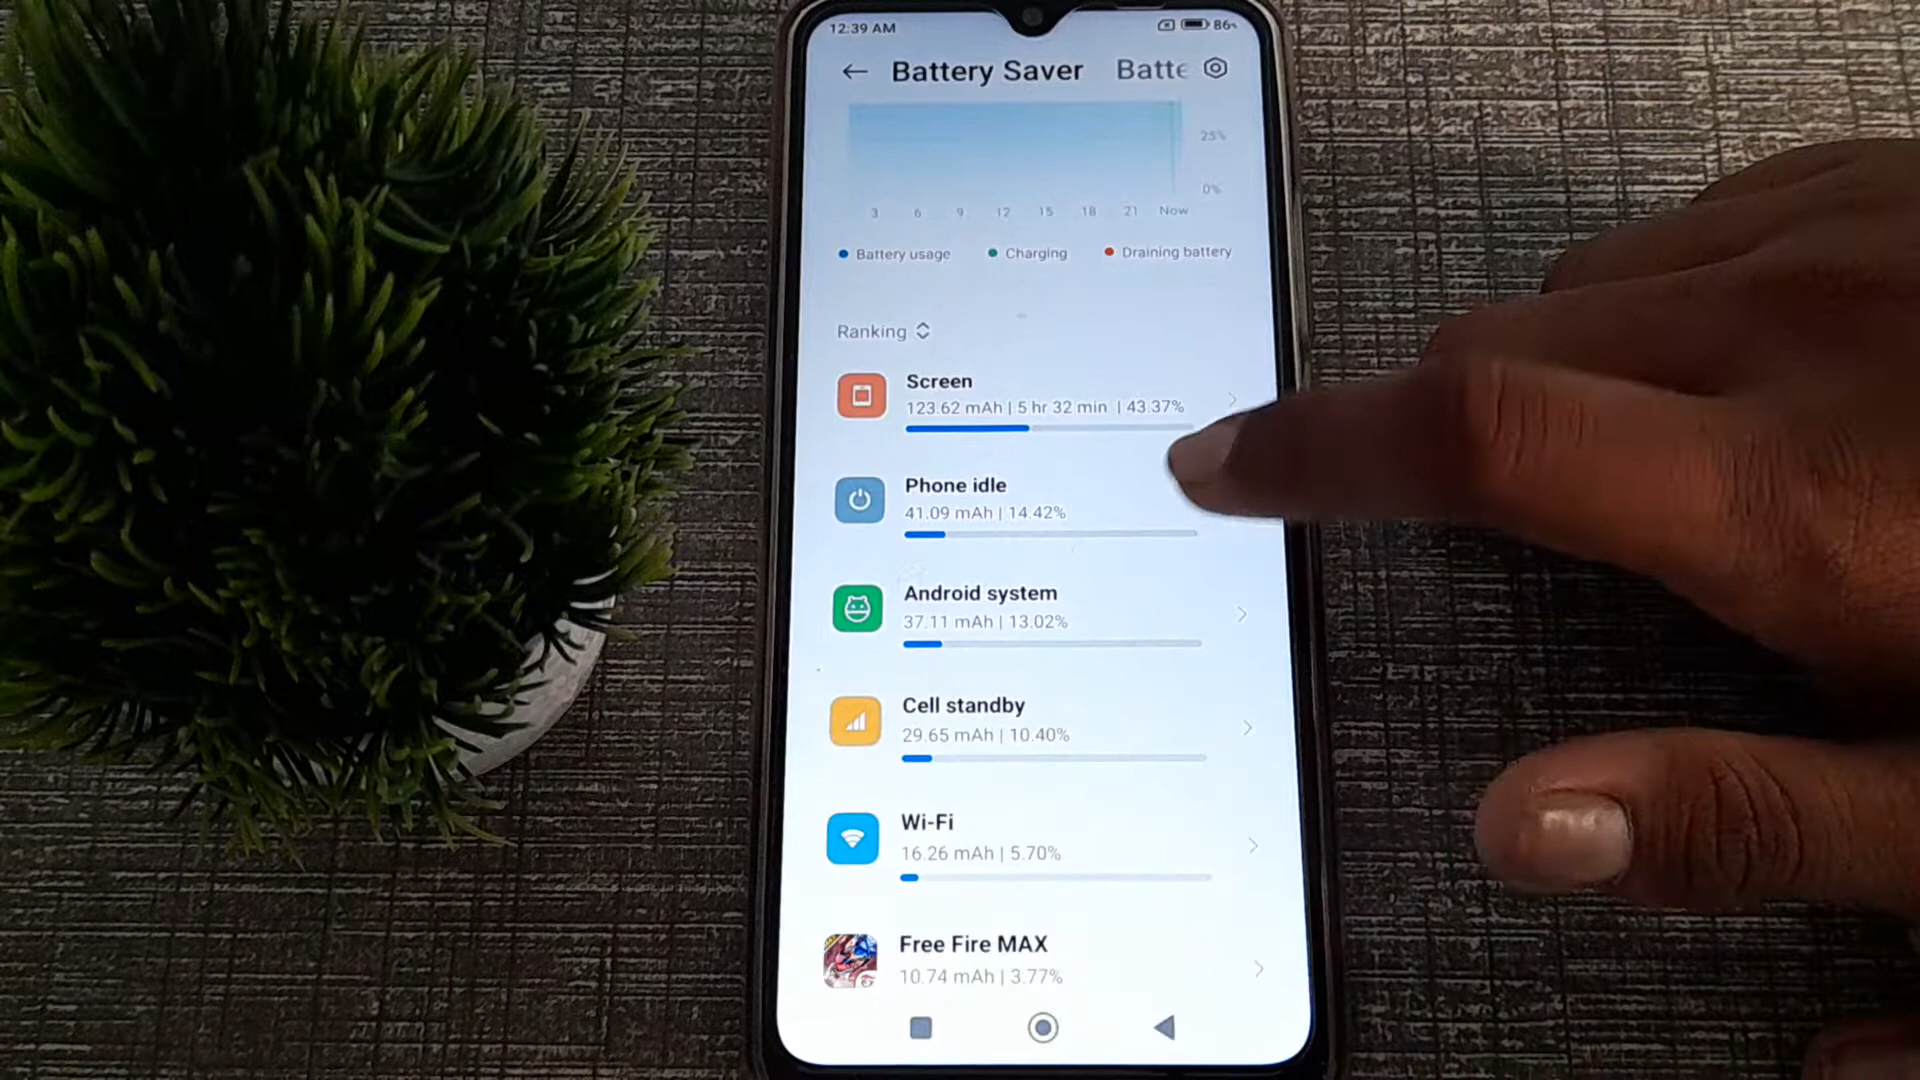 12:39 AM 86%
Battery Saver Batte
25%
0%
3 6 9 12 15 18 21 Now
Battery usage Charging Draining battery
Ranking
Screen
123.62 mAh | 5 hr 32 min | 43.37%
Phone idle
41.09 mAh | 14.42%
Android system
37.11 mAh | 13.02%
Cell standby
29.65 mAh | 10.40%
Wi-Fi
16.26 mAh | 5.70%
Free Fire MAX
10.74 mAh | 3.77%